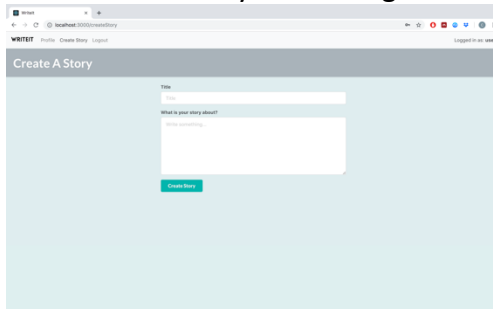 Writeit
localhost:3000/createStory
WRITEIT Profile Create Story Logout Logged in as: use
Create A Story
Title
Title
What is your story about?
Write something...
Create Story